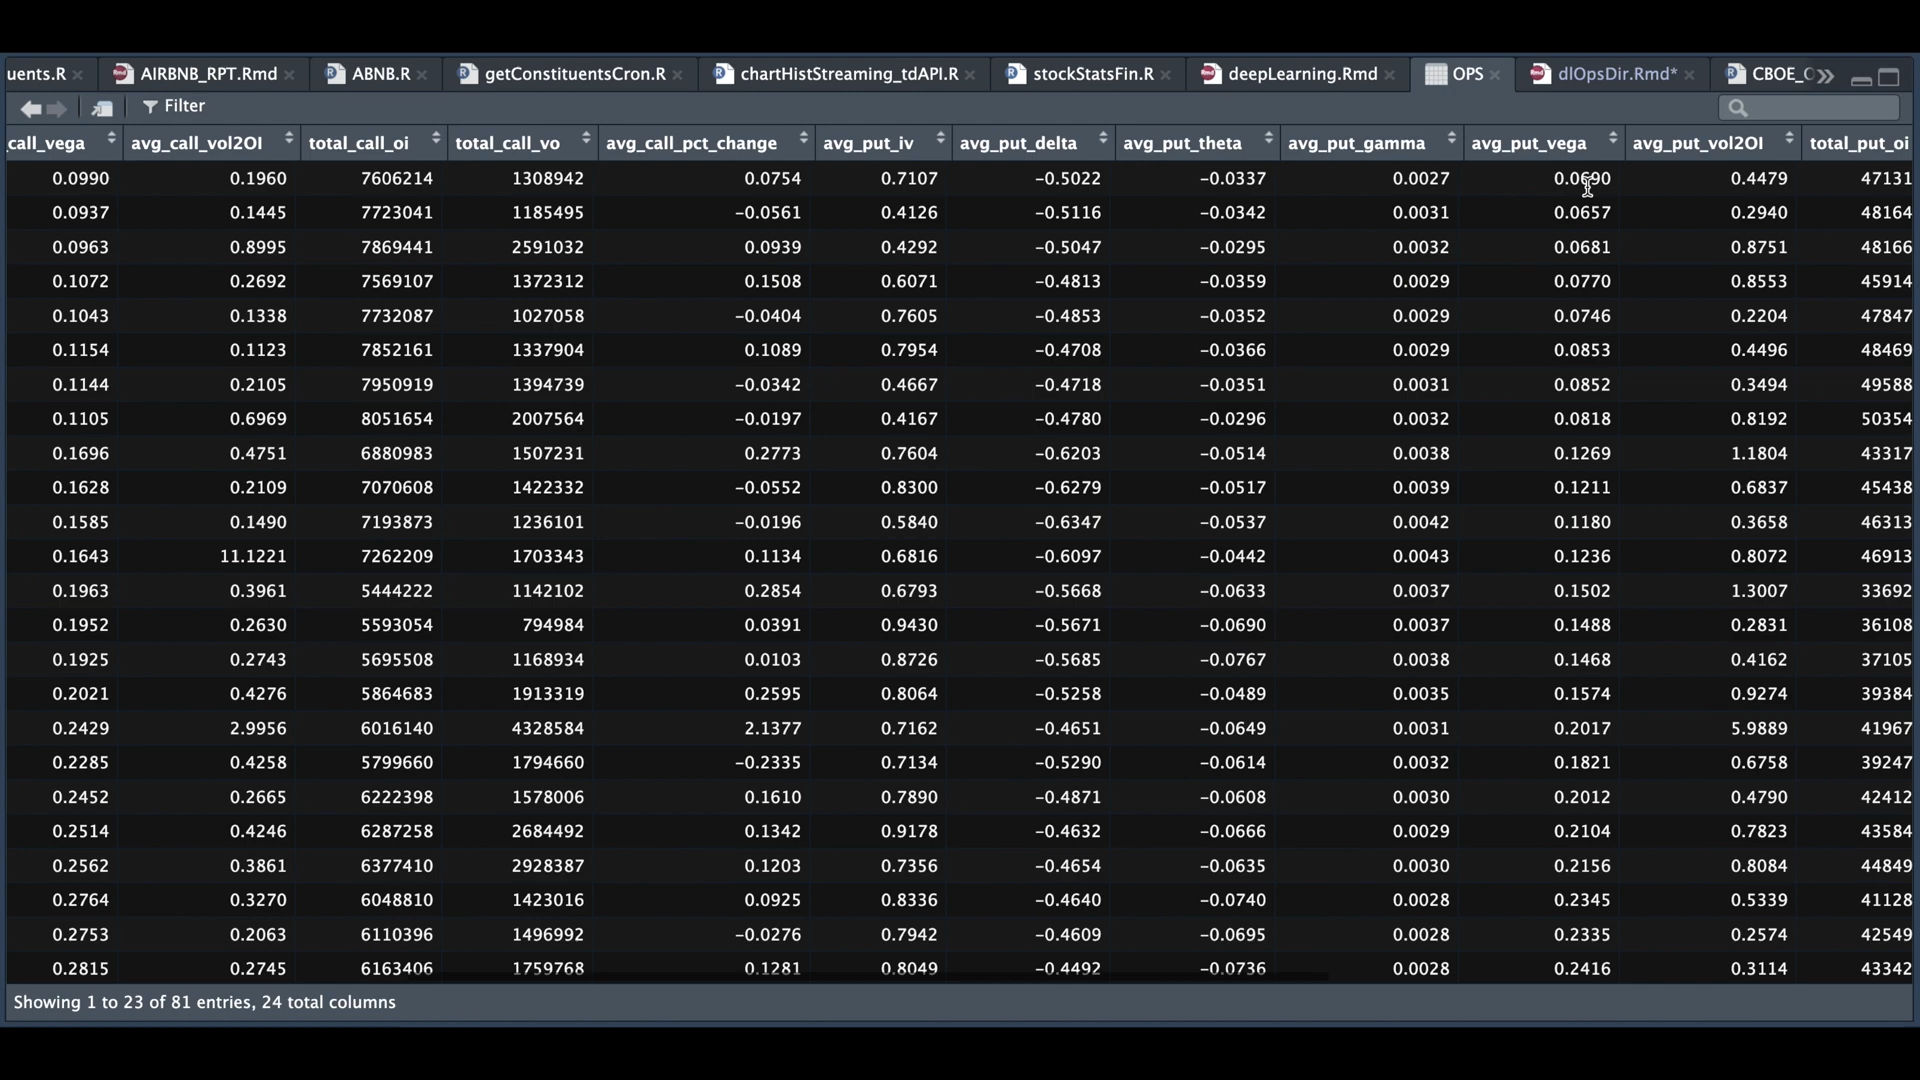 uents.R AIRBNB_RPT.Rmd ABNB.R getConstituentsCron.R chartHistStreaming_tdAPI.R stockStatsFin.R deepLearning.Rmd OPS dlOpsDir.Rmd* CBOE_
Filter
_call_vega avg_call_vol2OI total_call_oi total_call_vo avg_call_pct_change avg_put_iv avg_put_delta avg_put_theta avg_put_gamma avg_put_vega avg_put_vol2OI total_put_oi
0.0990 0.1960 7606214 1308942 0.0754 0.7107 -0.5022 -0.0337 0.0027 0.0690 0.4479 47131
0.0937 0.1445 7723041 1185495 -0.0561 0.4126 -0.5116 -0.0342 0.0031 0.0657 0.2940 48164
0.0963 0.8995 7869441 2591032 0.0939 0.4292 -0.5047 -0.0295 0.0032 0.0681 0.8751 48166
0.1072 0.2692 7569107 1372312 0.1508 0.6071 -0.4813 -0.0359 0.0029 0.0770 0.8553 45914
0.1043 0.1338 7732087 1027058 -0.0404 0.7605 -0.4853 -0.0352 0.0029 0.0746 0.2204 47847
0.1154 0.1123 7852161 1337904 0.1089 0.7954 -0.4708 -0.0366 0.0029 0.0853 0.4496 48469
0.1144 0.2105 7950919 1394739 -0.0342 0.4667 -0.4718 -0.0351 0.0031 0.0852 0.3494 49588
0.1105 0.6969 8051654 2007564 -0.0197 0.4167 -0.4780 -0.0296 0.0032 0.0818 0.8192 50354
0.1696 0.4751 6880983 1507231 0.2773 0.7604 -0.6203 -0.0514 0.0038 0.1269 1.1804 43317
0.1628 0.2109 7070608 1422332 -0.0552 0.8300 -0.6279 -0.0517 0.0039 0.1211 0.6837 45438
0.1585 0.1490 7193873 1236101 -0.0196 0.5840 -0.6347 -0.0537 0.0042 0.1180 0.3658 46313
0.1643 11.1221 7262209 1703343 0.1134 0.6816 -0.6097 -0.0442 0.0043 0.1236 0.8072 46913
0.1963 0.3961 5444222 1142102 0.2854 0.6793 -0.5668 -0.0633 0.0037 0.1502 1.3007 33692
0.1952 0.2630 5593054 794984 0.0391 0.9430 -0.5671 -0.0690 0.0037 0.1488 0.2831 36108
0.1925 0.2743 5695508 1168934 0.0103 0.8726 -0.5685 -0.0767 0.0038 0.1468 0.4162 37105
0.2021 0.4276 5864683 1913319 0.2595 0.8064 -0.5258 -0.0489 0.0035 0.1574 0.9274 39384
0.2429 2.9956 6016140 4328584 2.1377 0.7162 -0.4651 -0.0649 0.0031 0.2017 5.9889 41967
0.2285 0.4258 5799660 1794660 -0.2335 0.7134 -0.5290 -0.0614 0.0032 0.1821 0.6758 39247
0.2452 0.2665 6222398 1578006 0.1610 0.7890 -0.4871 -0.0608 0.0030 0.2012 0.4790 42412
0.2514 0.4246 6287258 2684492 0.1342 0.9178 -0.4632 -0.0666 0.0029 0.2104 0.7823 43584
0.2562 0.3861 6377410 2928387 0.1203 0.7356 -0.4654 -0.0635 0.0030 0.2156 0.8084 44849
0.2764 0.3270 6048810 1423016 0.0925 0.8336 -0.4640 -0.0740 0.0028 0.2345 0.5339 41128
0.2753 0.2063 6110396 1496992 -0.0276 0.7942 -0.4609 -0.0695 0.0028 0.2335 0.2574 42549
0.2815 0.2745 6163406 1759768 0.1281 0.8049 -0.4492 -0.0736 0.0028 0.2416 0.3114 43342
Showing 1 to 23 of 81 entries, 24 total columns